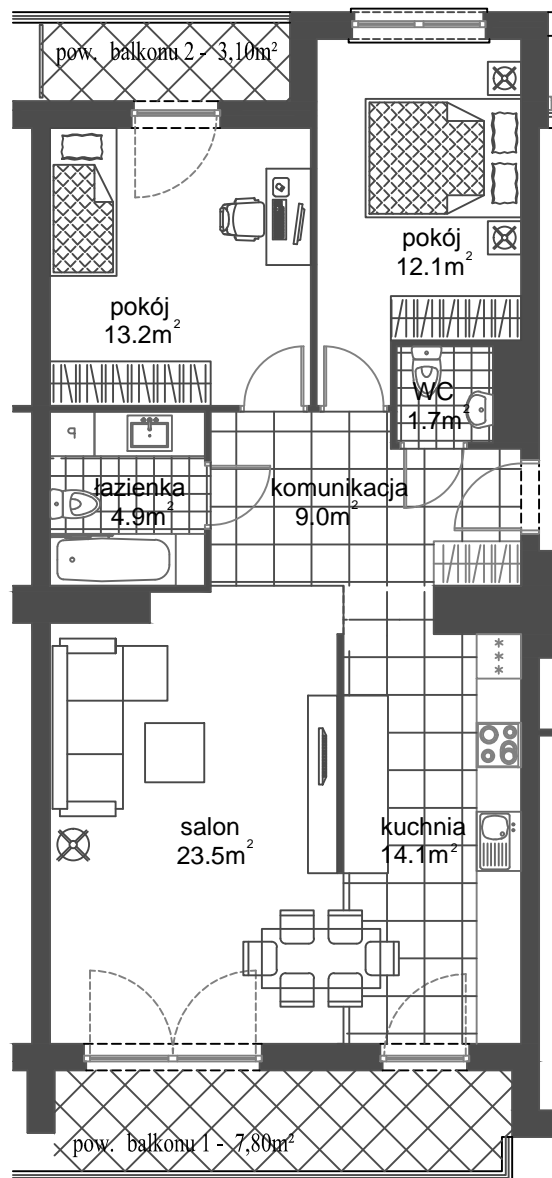 pow. balkonu 2 - 3,10m²
pokój
12.1m²
pokój
13.2m²
WC
1.7m²
P
łazienka
4.9m²
komunikacja
9.0m²
salon
23.5m²
kuchnia
14.1m²
pow. balkonu 1 - 7,80m²